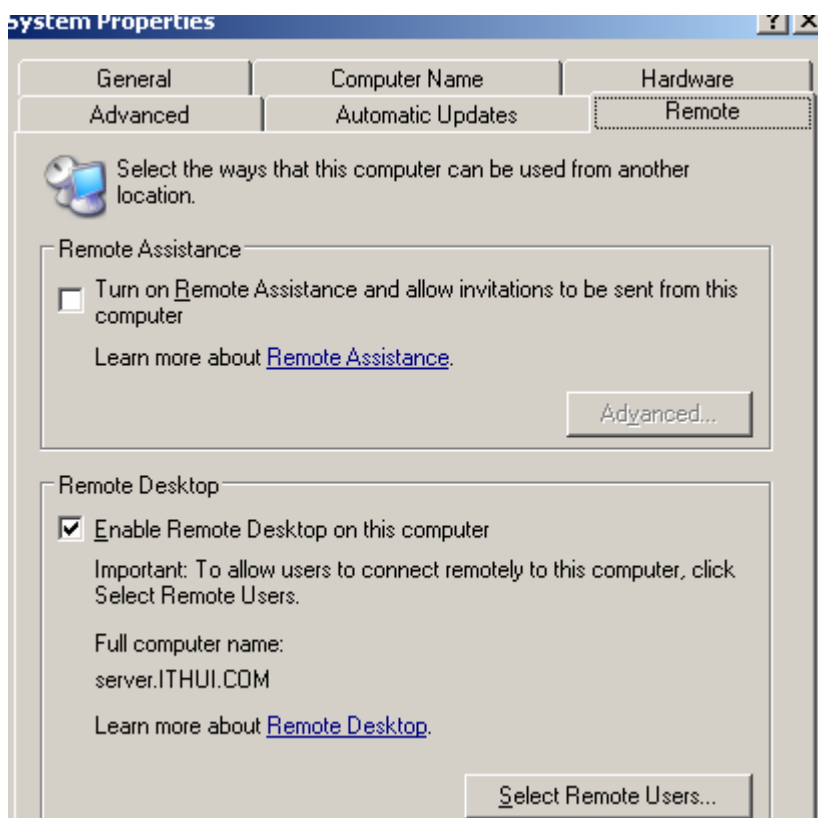 System Properties
? X
General Computer Name Hardware
Advanced Automatic Updates Remote
Select the ways that this computer can be used from another
location.
Remote Assistance
Turn on Remote Assistance and allow invitations to be sent from this
computer
Learn more about Remote Assistance.
Advanced...
Remote Desktop
Enable Remote Desktop on this computer
Important: To allow users to connect remotely to this computer, click
Select Remote Users.
Full computer name:
server.ITHUI.COM
Learn more about Remote Desktop.
Select Remote Users...